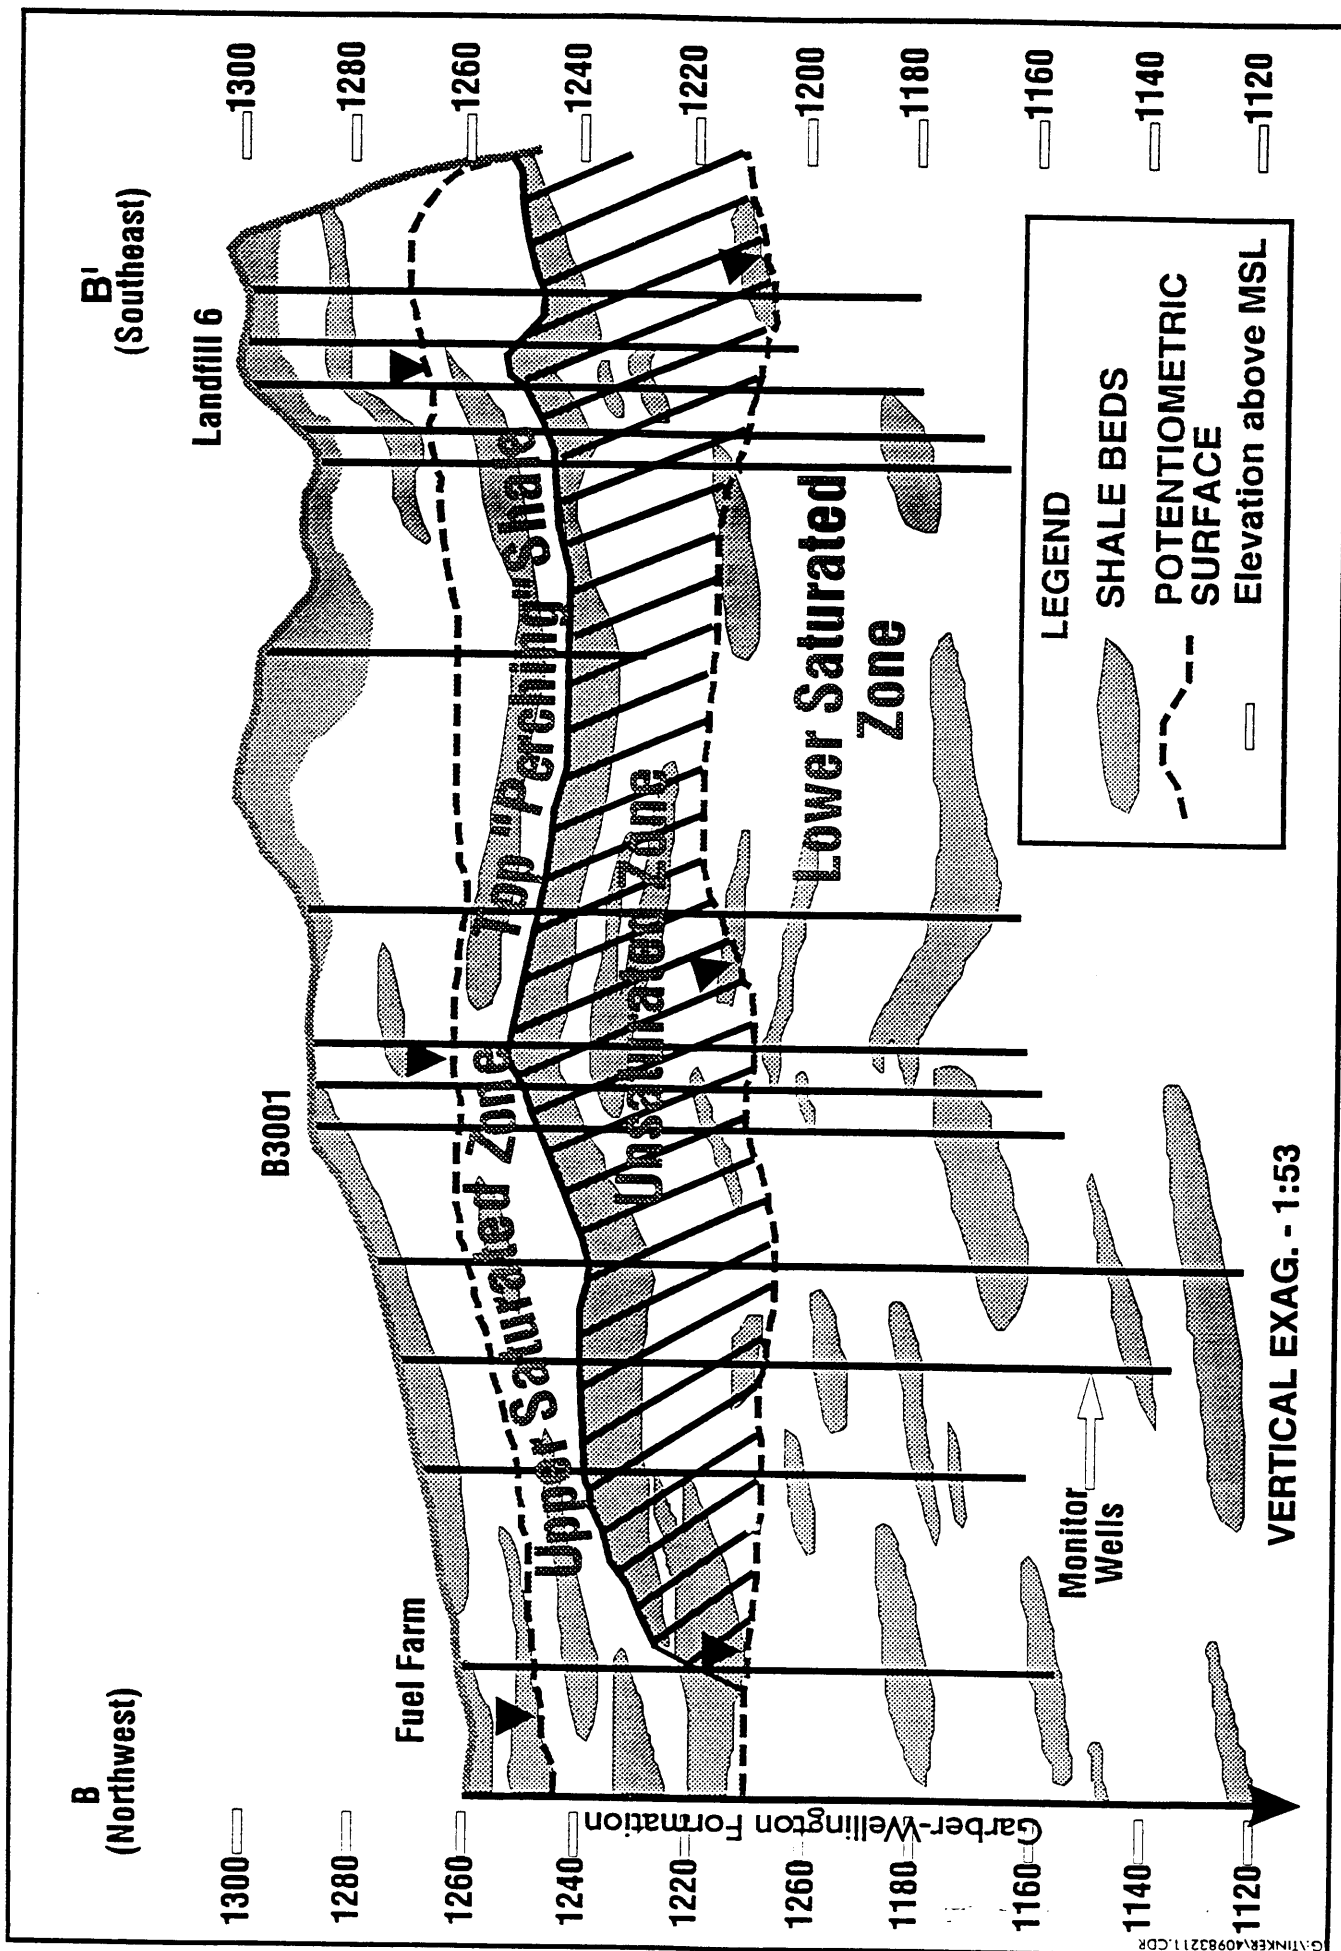 B
(Northwest)
B'
(Southeast)
Fuel Farm
B3001
Landfill 6
1300
1280
1260
1240
1220
1260
1180
1160
1140
1120
1300
1280
1260
1240
1220
1200
1180
1160
1140
1120
Garber-Wellington Formation
Upper Saturated Zone
Top "Perching" Shale
Unsaturated Zone
Lower Saturated
Zone
Monitor
Wells
LEGEND
SHALE BEDS
POTENTIOMETRIC
SURFACE
Elevation above MSL
VERTICAL EXAG. - 1:53
G:\TINKER\40983211.CDR